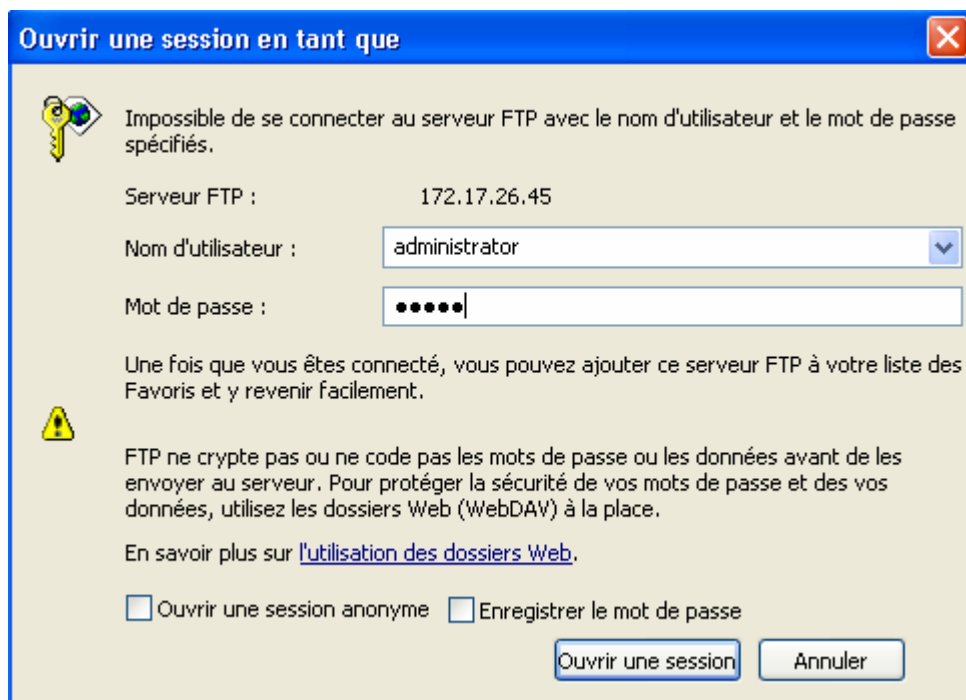 Ouvrir une session en tant que
Impossible de se connecter au serveur FTP avec le nom d'utilisateur et le mot de passe
spécifiés.
Serveur FTP : 172.17.26.45
Nom d'utilisateur : administrator
Mot de passe : •••••
Une fois que vous êtes connecté, vous pouvez ajouter ce serveur FTP à votre liste des
Favoris et y revenir facilement.
FTP ne crypte pas ou ne code pas les mots de passe ou les données avant de les
envoyer au serveur. Pour protéger la sécurité de vos mots de passe et des vos
données, utilisez les dossiers Web (WebDAV) à la place.
En savoir plus sur l'utilisation des dossiers Web.
Ouvrir une session anonyme Enregistrer le mot de passe
Ouvrir une session Annuler